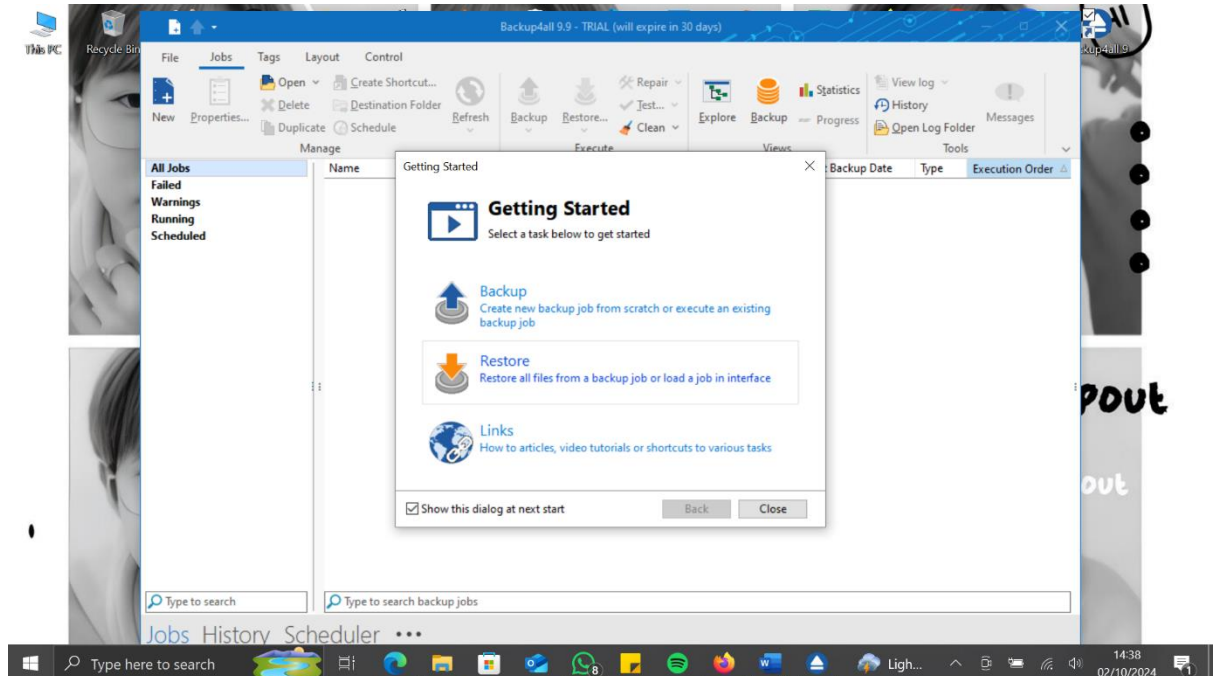 This PC
Recycle Bin
Backup4all 9.9 - TRIAL (will expire in 30 days)
kup4all 9
File Jobs Tags Layout Control
New
Properties...
Open
Delete
Duplicate
Create Shortcut...
Destination Folder
Schedule
Refresh
Manage
Backup
Restore...
Repair
Test...
Clean
Execute
Explore
Backup
Statistics
Progress
Views
View log
History
Open Log Folder
Messages
Tools
All Jobs
Failed
Warnings
Running
Scheduled
Name
Backup Date Type Execution Order
Getting Started
Getting Started
Select a task below to get started
Backup
Create new backup job from scratch or execute an existing
backup job
Restore
Restore all files from a backup job or load a job in interface
Links
How to articles, video tutorials or shortcuts to various tasks
Show this dialog at next start
Back
Close
pout
out
Type to search
Type to search backup jobs
Jobs History Scheduler •••
Type here to search
8
Ligh...
14:38
02/10/2024
1